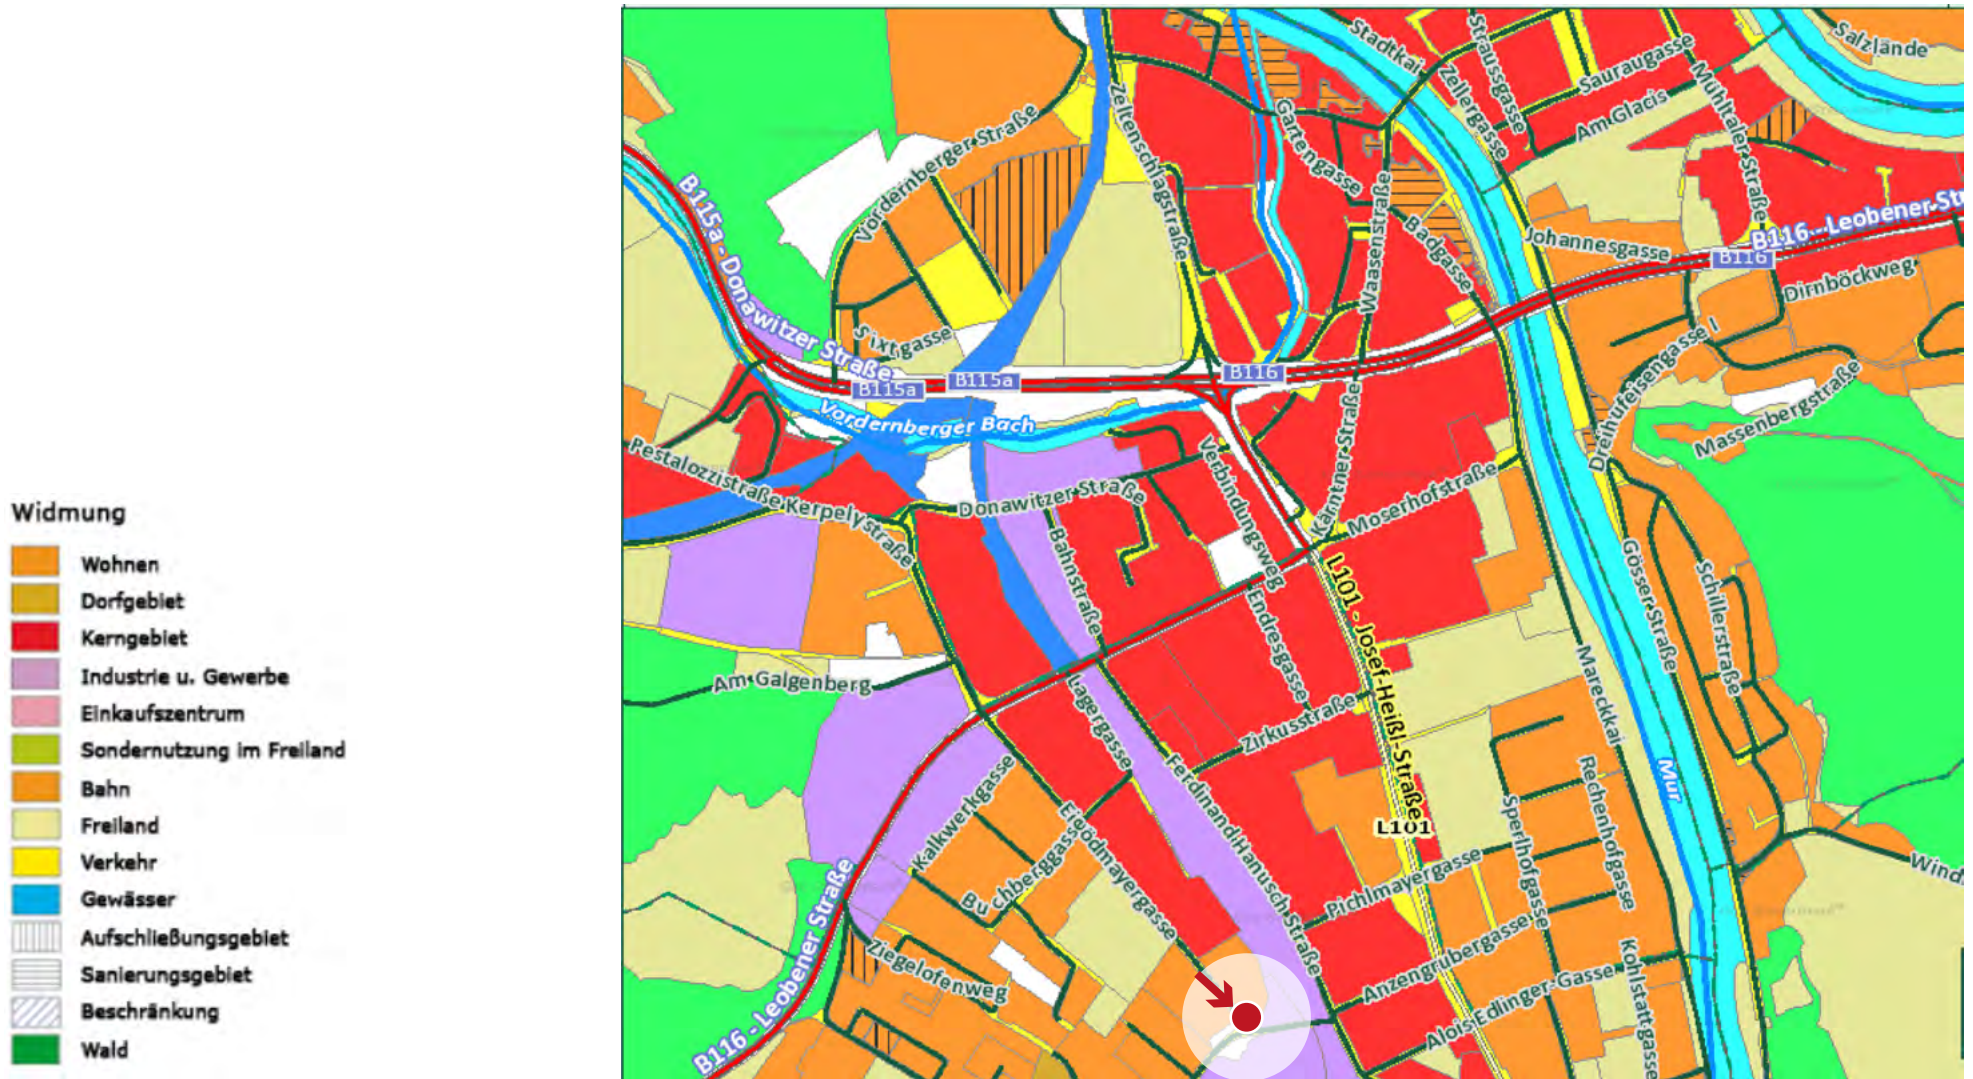 Widmung
Wohnen
Dorfgebiet
Kerngebiet
Industrie u. Gewerbe
Einkaufszentrum
Sondernutzung im Freiland
Bahn
Freiland
Verkehr
Gewässer
Aufschließungsgebiet
Sanierungsgebiet
Beschränkung
Wald
Salzlände
Stadtkai
Straussgasse
Zellergasse
Sauraugasse
Am Glacis
Mühltaler Straße
Vordernberger Straße
Zeltenschlagstraße
Gartengasse
Waasenstraße
Badgasse
Johannesgasse
B116 - Leobener Str
B116
Dirnböckweg
B115a - Donawitzer Straße
Sixtgasse
B115a
B115a
B116
Vordernberger Bach
Dreihufeisengasse I
Massenbergstraße
Pestalozzistraße
Kerpelystraße
Donawitzer Straße
Verbindungsweg
Kärntner Straße
Moserhofstraße
Bahnstraße
Endresgasse
L101 - Josef-Heißl-Straße
Gösser Straße
Schillerstraße
Am Galgenberg
Lagergasse
Zirkusstraße
Mareckkai
Mur
Ferdinand-Hanusch-Straße
L101
Kalkwerkgasse
Buchberggasse
Eigödmayergasse
Pichlmayergasse
Sperlhofgasse
Rechenhofgasse
Wind
B116 - Leobener Straße
Ziegelofenweg
Anzengrubergasse
Alois-Edlinger-Gasse
Kohlstattgasse